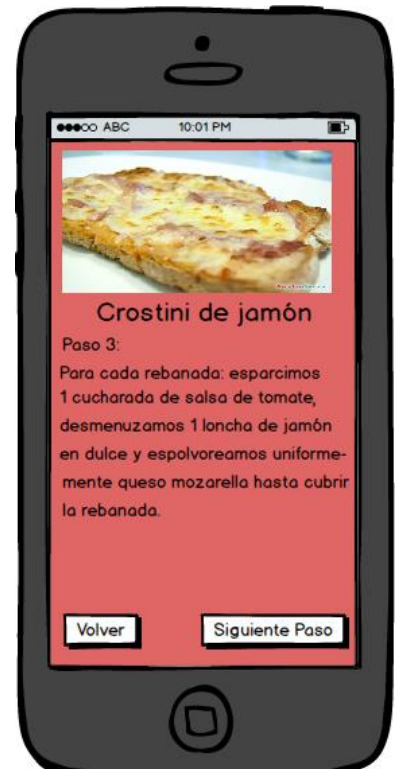 ABC
10:01 PM
Crostini de jamón
Paso 3:
Para cada rebanada: esparcimos
1 cucharada de salsa de tomate,
desmenuzamos 1 loncha de jamón
en dulce y espolvoreamos uniforme-
mente queso mozarella hasta cubrir
la rebanada.
Volver
Siguiente Paso